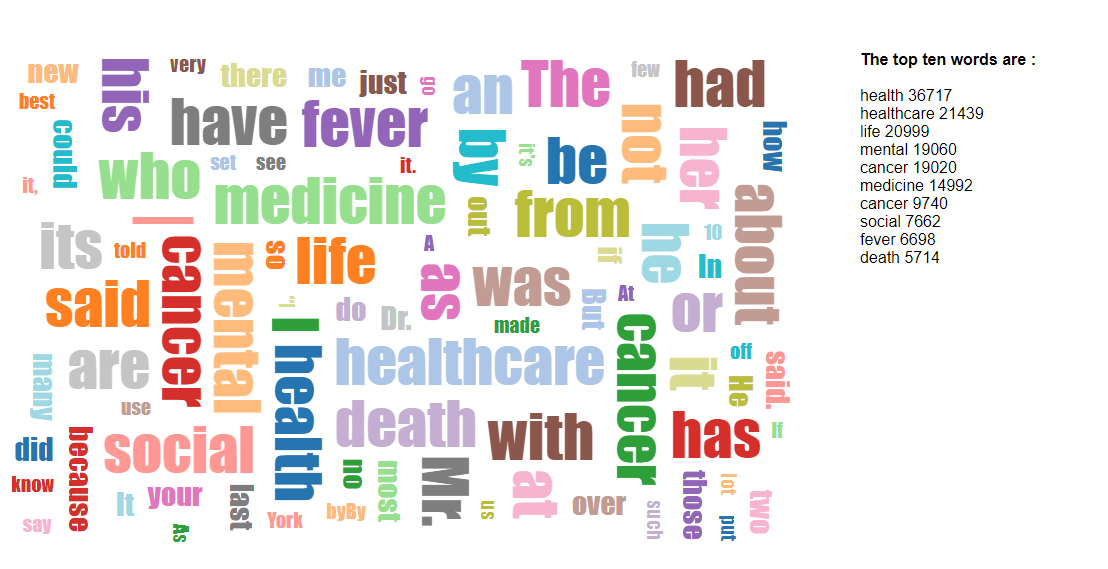 new
his
very
there
me
just
go
an
The
few
had
best
could
have
fever
by
it's
be
not
her
how
it,
who
set
see
it.
medicine
out
from
about
its
told
I
cancer
mental
so
life
A
as
was
if
he
10
In
said
"I
do
Dr.
made
But
At
or
many
are
I
health
healthcare
cancer
it
off
He
said.
use
death
with
has
If
did
because
social
know
It
your
last
no
most
Mr.
us
at
over
those
lot
two
say
As
York
byBy
such
put
The top ten words are :
health 36717
healthcare 21439
life 20999
mental 19060
cancer 19020
medicine 14992
cancer 9740
social 7662
fever 6698
death 5714